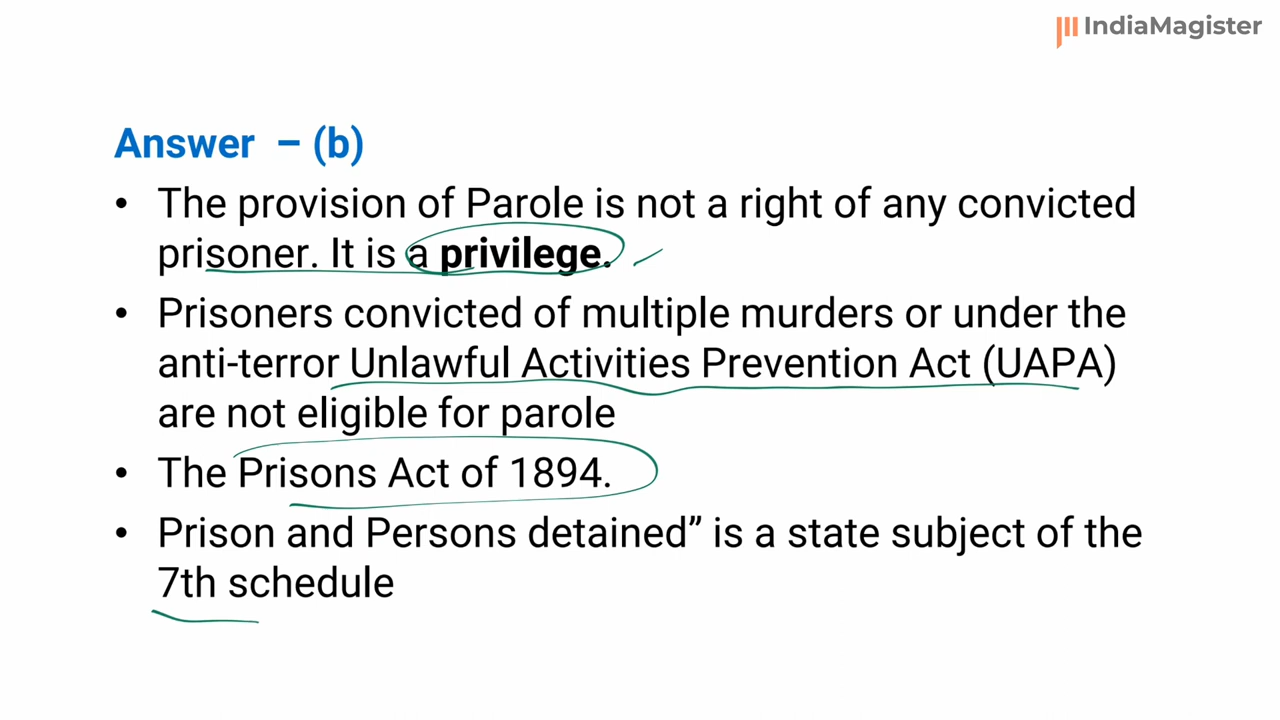 IndiaMagister
Answer – (b)
• The provision of Parole is not a right of any convicted
prisoner. It is a privilege.
• Prisoners convicted of multiple murders or under the
anti-terror Unlawful Activities Prevention Act (UAPA)
are not eligible for parole
• The Prisons Act of 1894.
• Prison and Persons detained” is a state subject of the
7th schedule